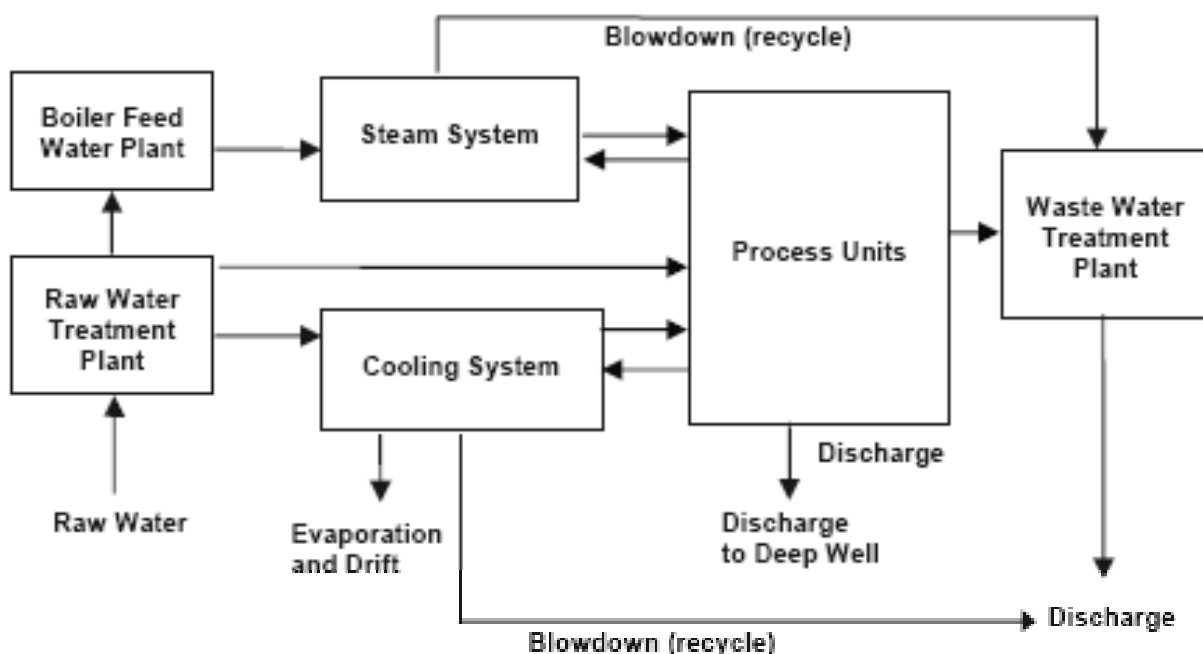 Blowdown (recycle)
Boiler Feed
Water Plant
Steam System
Waste Water
Treatment
Plant
Process Units
Raw Water
Treatment
Plant
Cooling System
Discharge
Raw Water
Evaporation
and Drift
Discharge
to Deep Well
Discharge
Blowdown (recycle)